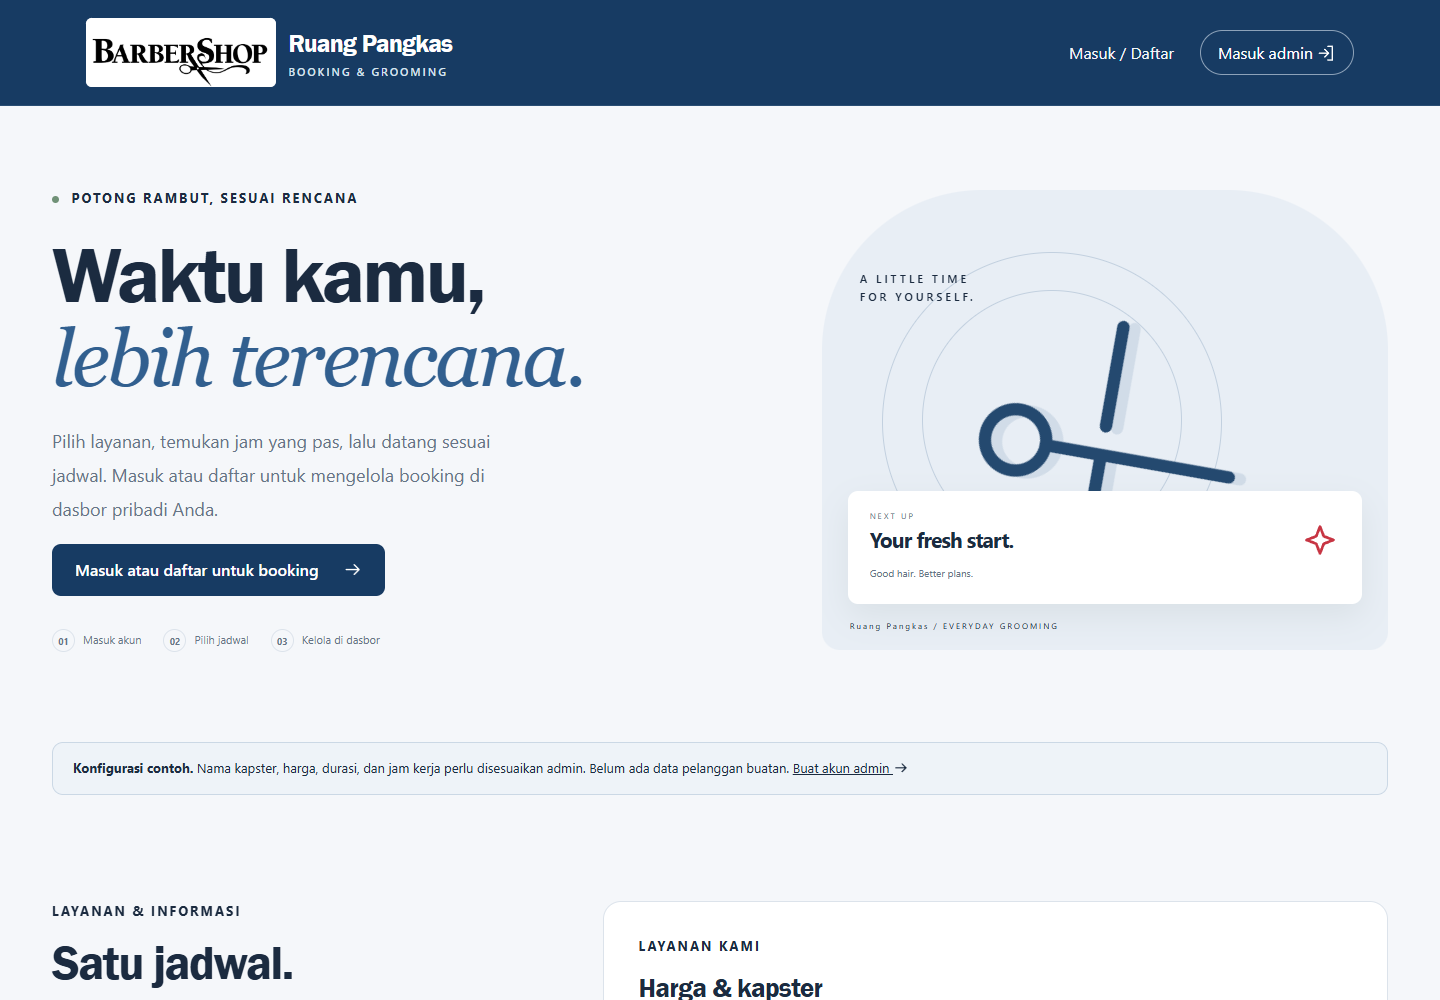 BARBERSHOP
Ruang Pangkas
BOOKING & GROOMING
Masuk / Daftar
Masuk admin
POTONG RAMBUT, SESUAI RENCANA
Waktu kamu,
lebih terencana.
Pilih layanan, temukan jam yang pas, lalu datang sesuai
jadwal. Masuk atau daftar untuk mengelola booking di
dasbor pribadi Anda.
Masuk atau daftar untuk booking →
01 Masuk akun 02 Pilih jadwal 03 Kelola di dasbor
A LITTLE TIME
FOR YOURSELF.
NEXT UP
Your fresh start.
Good hair. Better plans.
Ruang Pangkas / EVERYDAY GROOMING
Konfigurasi contoh. Nama kapster, harga, durasi, dan jam kerja perlu disesuaikan admin. Belum ada data pelanggan buatan. Buat akun admin →
LAYANAN & INFORMASI
Satu jadwal.
LAYANAN KAMI
Harga & kapster